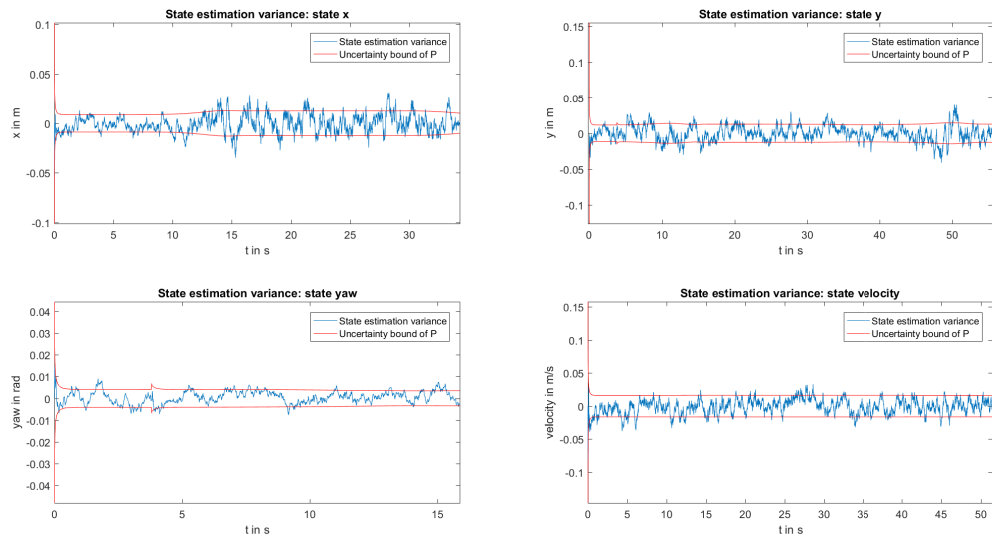 State estimation variance: state x
0.1
0.05
0
-0.05
-0.1
x in m
0 5 10 15 20 25 30
t in s
State estimation variance
Uncertainty bound of P
State estimation variance: state y
0.15
0.1
0.05
0
-0.05
-0.1
y in m
0 10 20 30 40 50
t in s
State estimation variance
Uncertainty bound of P
State estimation variance: state yaw
0.04
0.03
0.02
0.01
0
-0.01
-0.02
-0.03
-0.04
yaw in rad
0 5 10 15
t in s
State estimation variance
Uncertainty bound of P
State estimation variance: state velocity
0.15
0.1
0.05
0
-0.05
-0.1
velocity in m/s
0 5 10 15 20 25 30 35 40 45 50
t in s
State estimation variance
Uncertainty bound of P